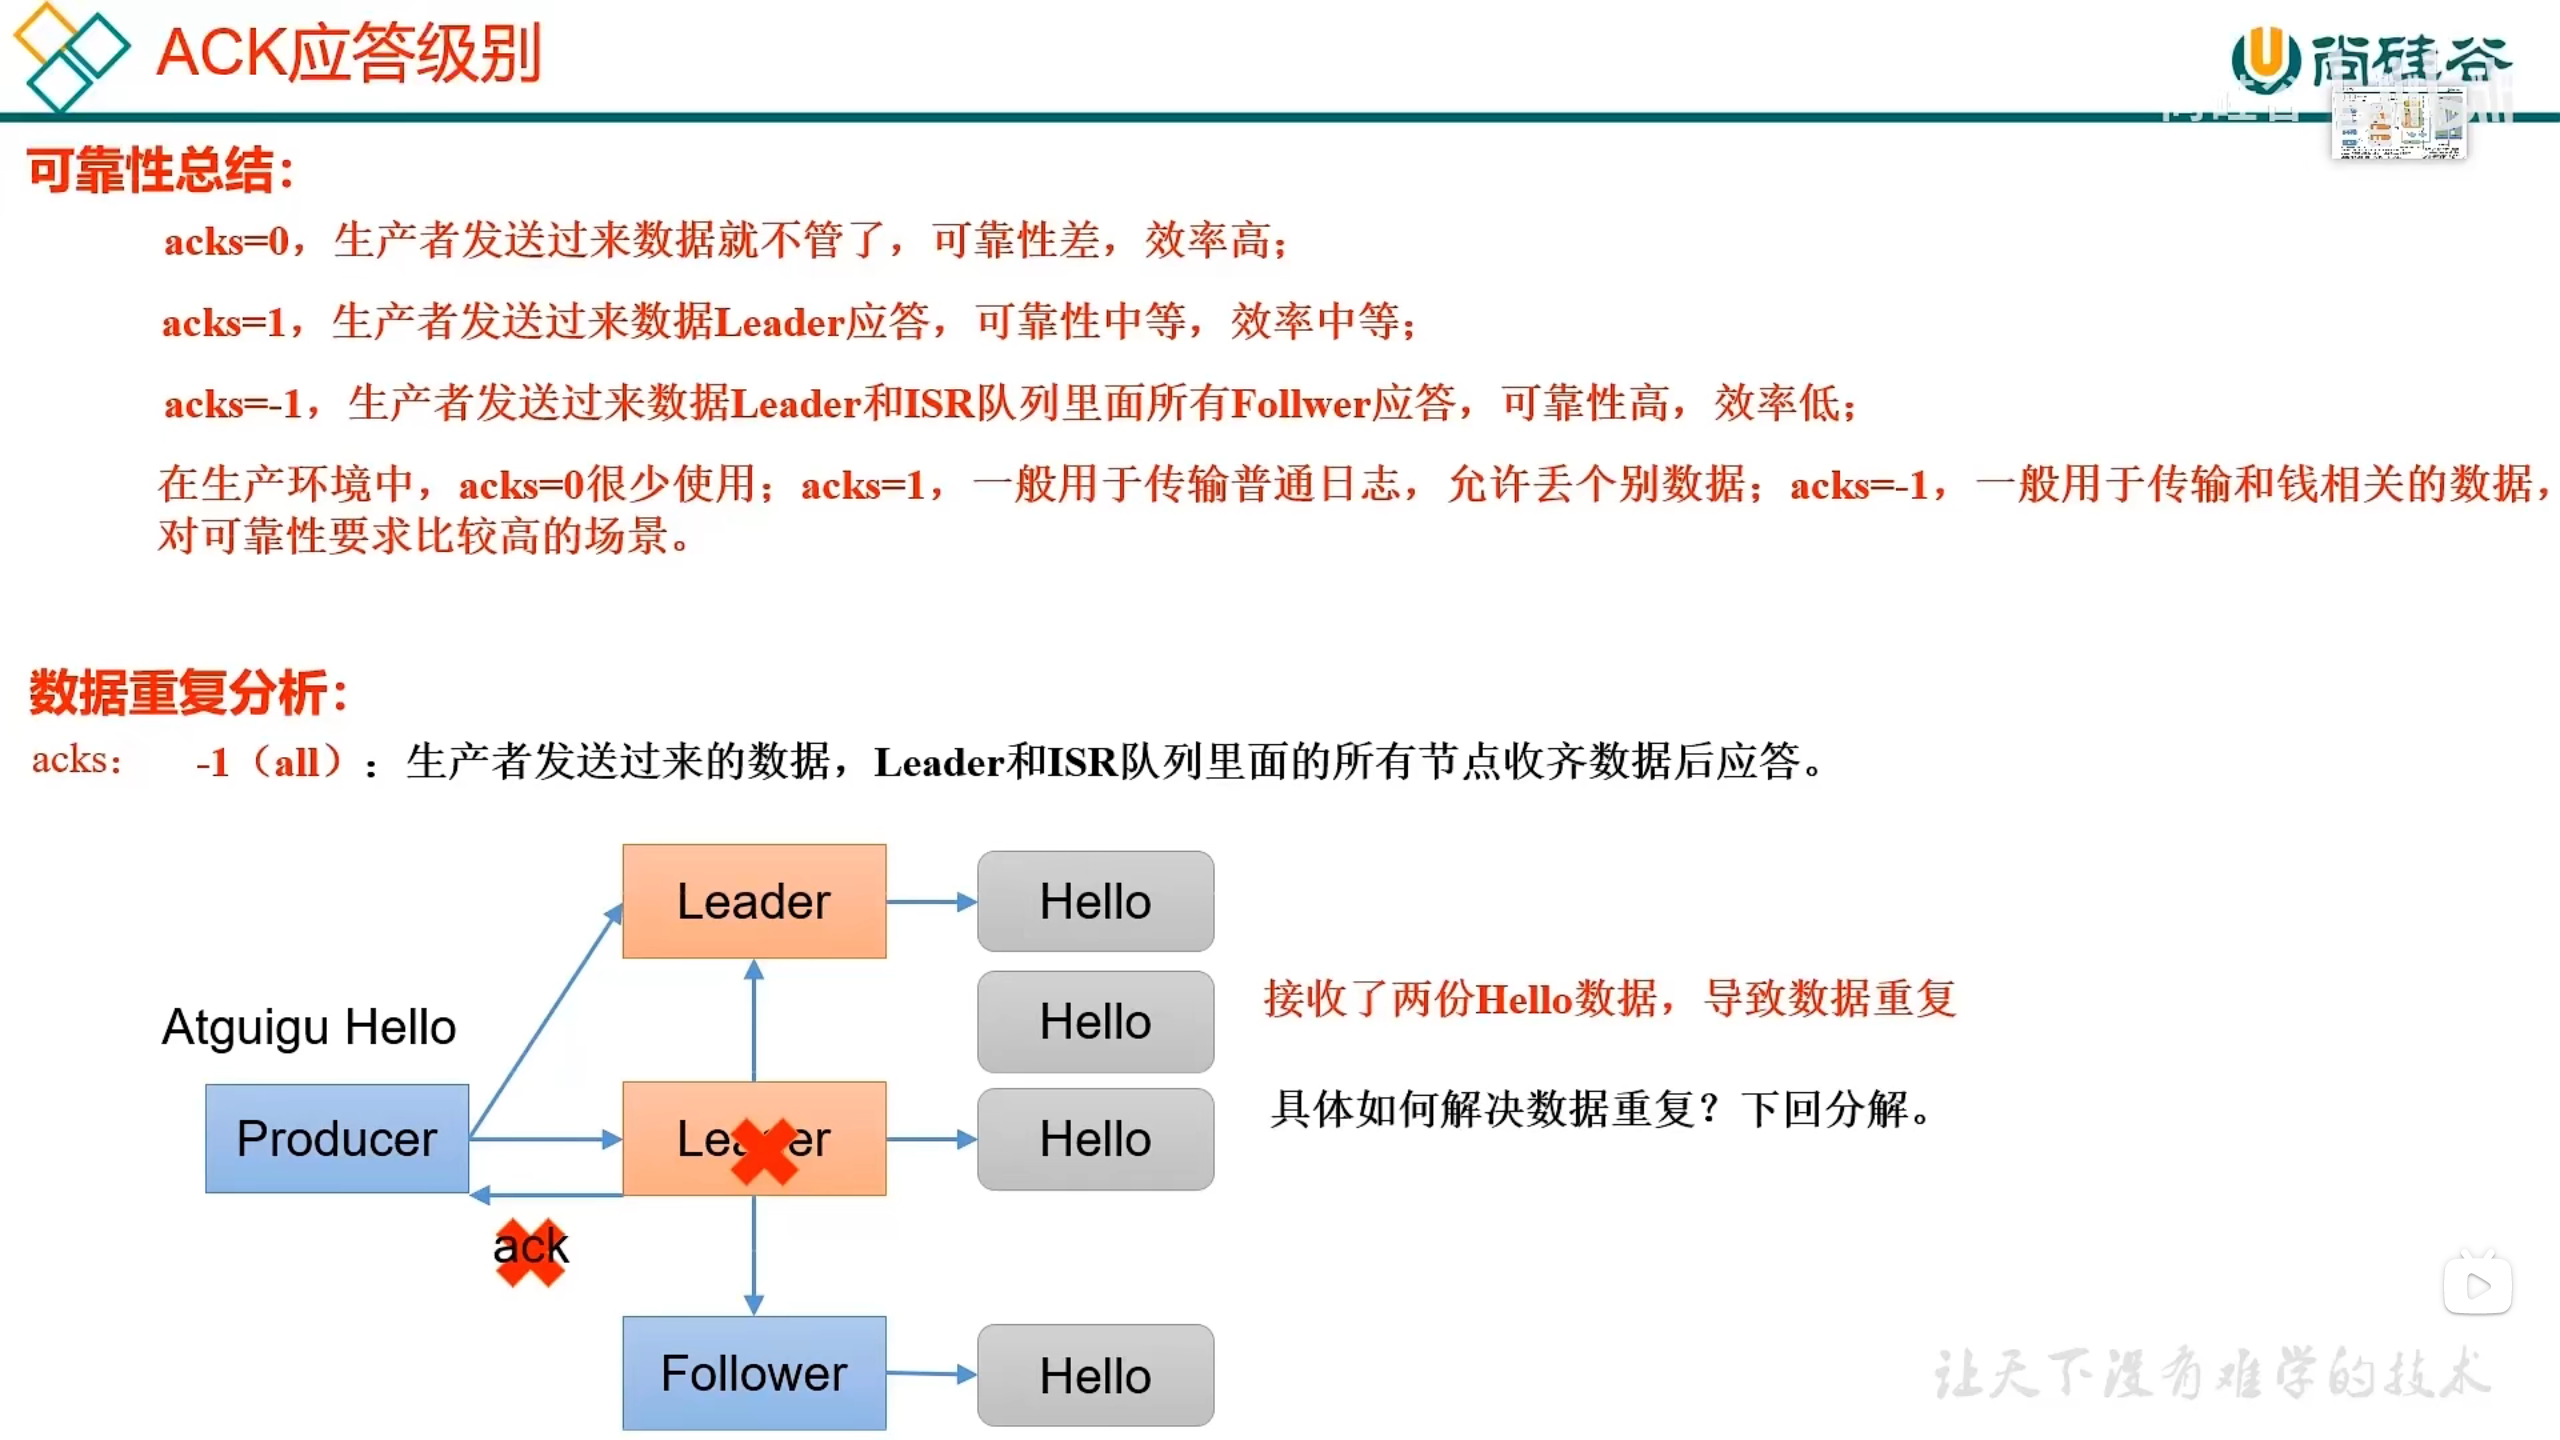 ACK应答级别
尚硅谷
可靠性总结：
acks=0，生产者发送过来数据就不管了，可靠性差，效率高；
acks=1，生产者发送过来数据Leader应答，可靠性中等，效率中等；
acks=-1，生产者发送过来数据Leader和ISR队列里面所有Follwer应答，可靠性高，效率低；
在生产环境中，acks=0很少使用；acks=1，一般用于传输普通日志，允许丢个别数据；acks=-1，一般用于传输和钱相关的数据，
对可靠性要求比较高的场景。
数据重复分析：
acks： -1（all）：生产者发送过来的数据，Leader和ISR队列里面的所有节点收齐数据后应答。
Leader
Hello
Hello
接收了两份Hello数据，导致数据重复
Atguigu Hello
Producer
Leader
Hello
具体如何解决数据重复？下回分解。
ack
Follower
Hello
让天下没有难学的技术